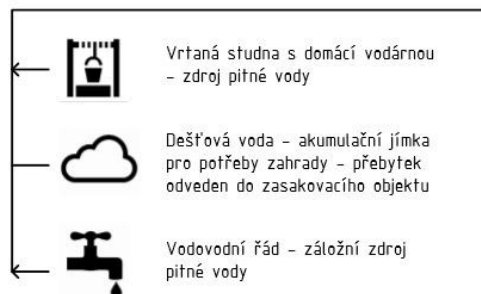 Vrtaná studna s domácí vodárnou
- zdroj pitné vody
Dešťová voda - akumulační jímka
pro potřeby zahrady - přebytek
odveden do zasakovacího objektu
Vodovodní řád - záložní zdroj
pitné vody